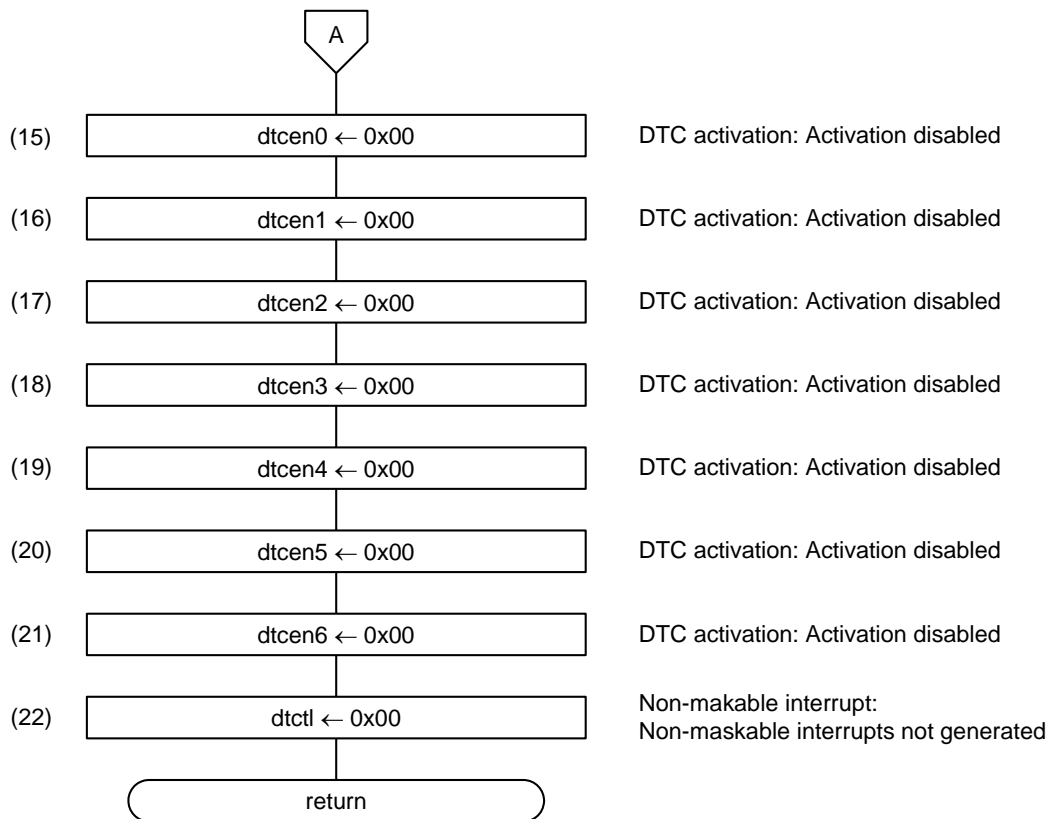 A
(15) dtcen0 ← 0x00 DTC activation: Activation disabled
(16) dtcen1 ← 0x00 DTC activation: Activation disabled
(17) dtcen2 ← 0x00 DTC activation: Activation disabled
(18) dtcen3 ← 0x00 DTC activation: Activation disabled
(19) dtcen4 ← 0x00 DTC activation: Activation disabled
(20) dtcen5 ← 0x00 DTC activation: Activation disabled
(21) dtcen6 ← 0x00 DTC activation: Activation disabled
(22) dtctl ← 0x00 Non-makable interrupt:
Non-maskable interrupts not generated
return